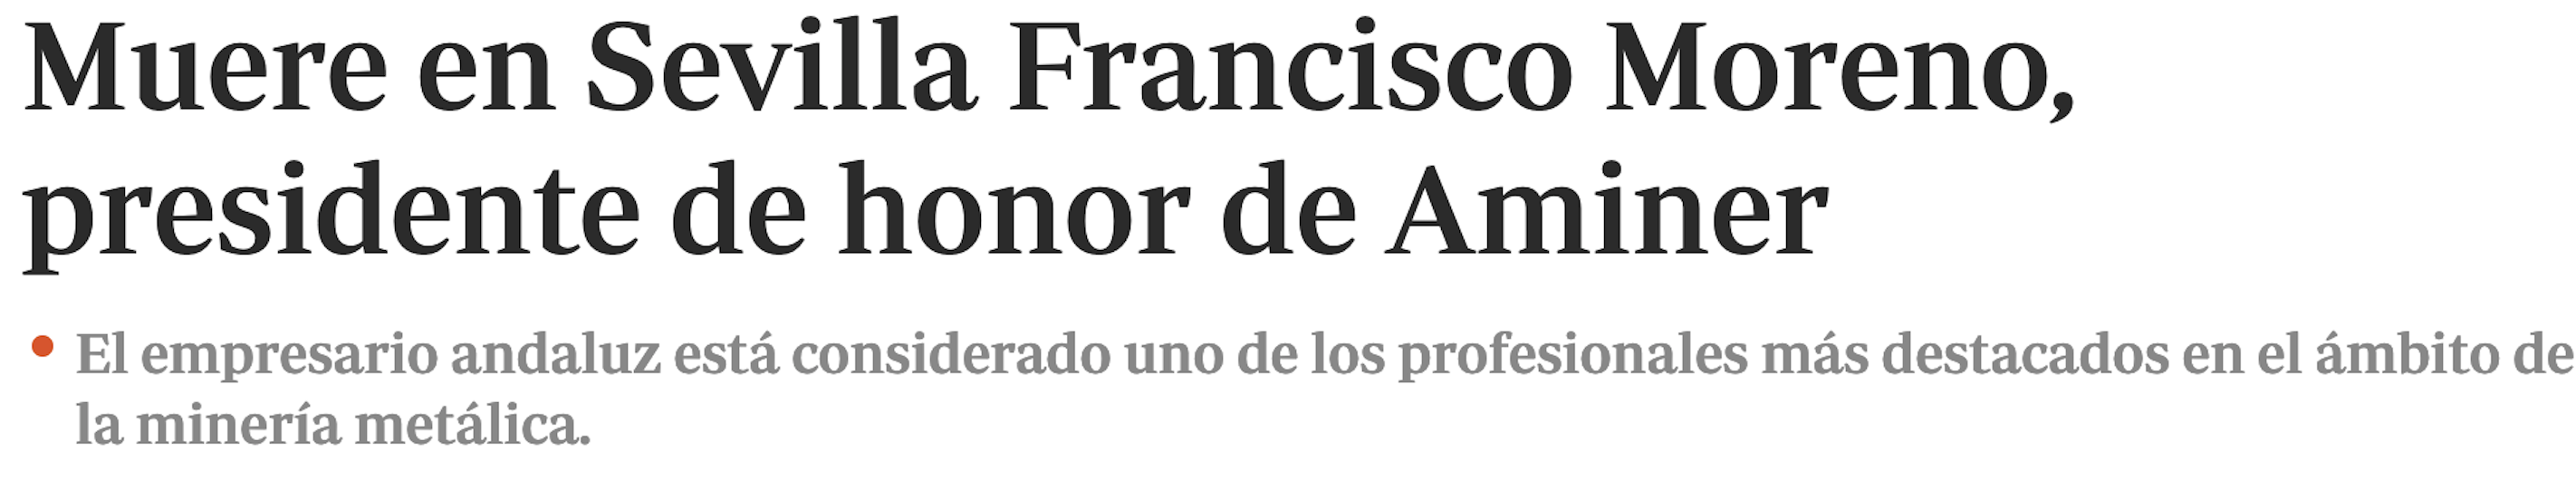 Muere en Sevilla Francisco Moreno,
presidente de honor de Aminer
El empresario andaluz está considerado uno de los profesionales más destacados en el ámbito de
la minería metálica.